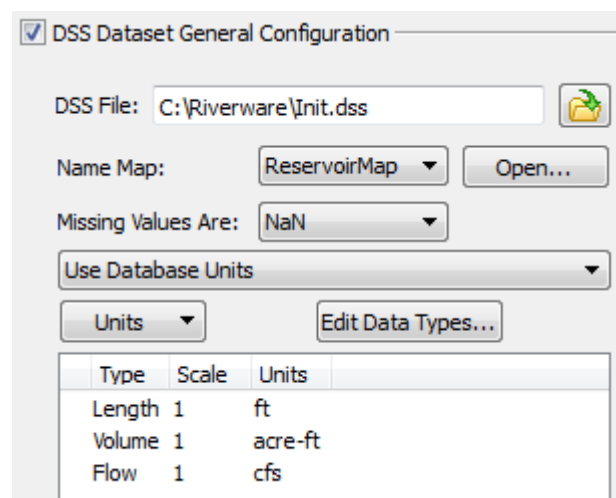 DSS Dataset General Configuration
DSS File: C:\Riverware\Init.dss
Name Map: ReservoirMap Open...
Missing Values Are: NaN
Use Database Units
Units Edit Data Types...
Type Scale Units
Length 1 ft
Volume 1 acre-ft
Flow 1 cfs